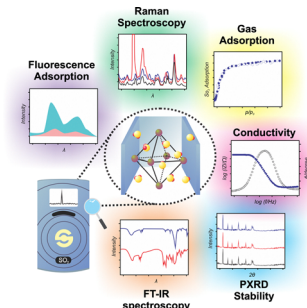 Raman
Spectroscopy
Gas
Adsorption
Fluorescence
Adsorption
Intensity
λ
Intensity
λ
So₂ Adsorption
p/p₀
Conductivity
log (f/Hz)
SO₂
Intensity
λ
FT-IR
spectroscopy
Intensity
2θ
PXRD
Stability